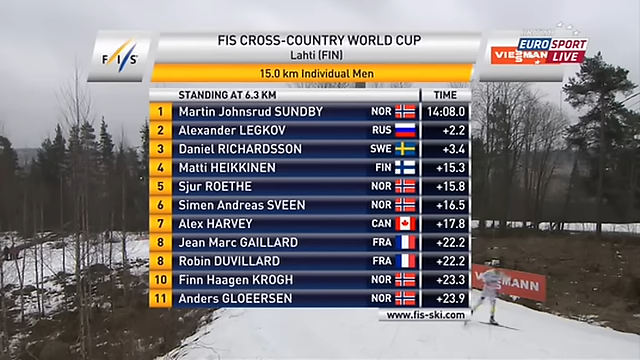 FIS CROSS-COUNTRY WORLD CUP
Lahti (FIN)
15.0 km Individual Men
F I S
VIESMANN
EUROSPORT
LIVE
STANDING AT 6.3 KM TIME
1 Martin Johnsrud SUNDBY NOR 14:08.0
2 Alexander LEGKOV RUS +2.2
3 Daniel RICHARDSSON SWE +3.4
4 Matti HEIKKINEN FIN +15.3
5 Sjur ROETHE NOR +15.8
6 Simen Andreas SVEEN NOR +16.5
7 Alex HARVEY CAN +17.8
8 Jean Marc GAILLARD FRA +22.2
8 Robin DUVILLARD FRA +22.2
10 Finn Haagen KROGH NOR +23.3
11 Anders GLOEERSEN NOR +23.9
www.fis-ski.com